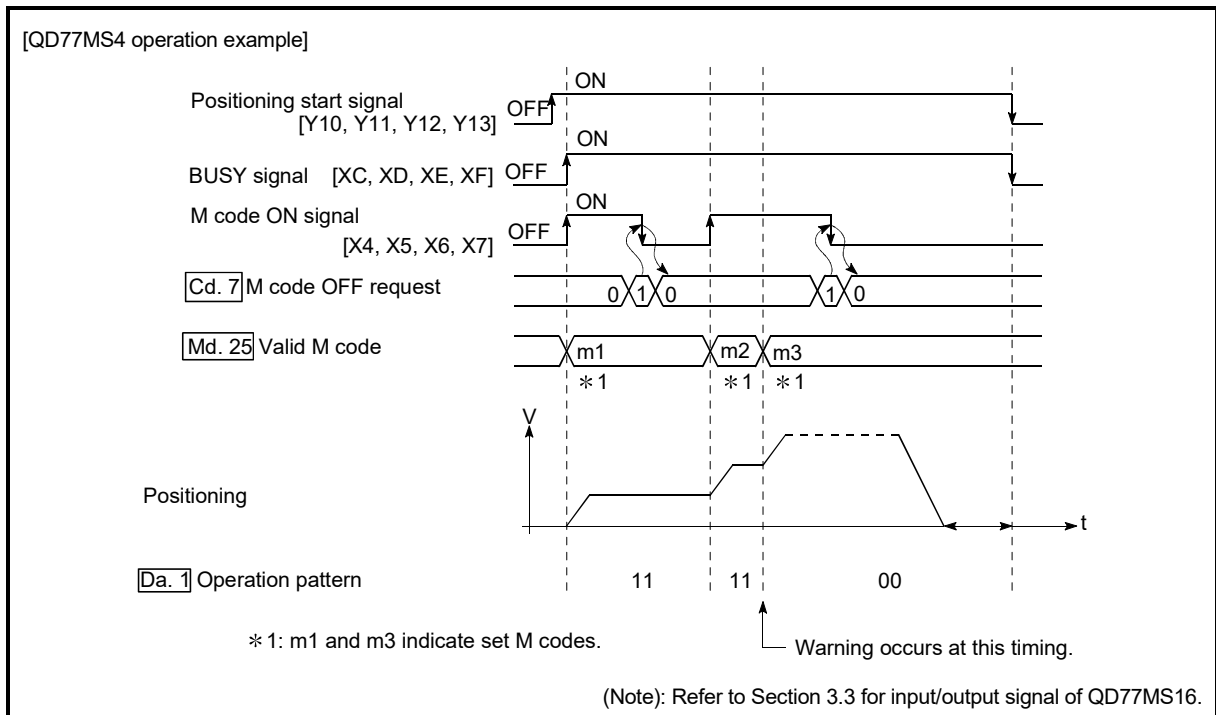 [QD77MS4 operation example]
ON
Positioning start signal
OFF
[Y10, Y11, Y12, Y13]
ON
BUSY signal [XC, XD, XE, XF] OFF
M code ON signal
ON
OFF
[X4, X5, X6, X7]
Cd. 7 M code OFF request 0 1 0 1 0
Md. 25 Valid M code m1 m2 m3
*1 *1 *1
V
Positioning
t
Da. 1 Operation pattern 11 11 00
*1: m1 and m3 indicate set M codes.
Warning occurs at this timing.
(Note): Refer to Section 3.3 for input/output signal of QD77MS16.